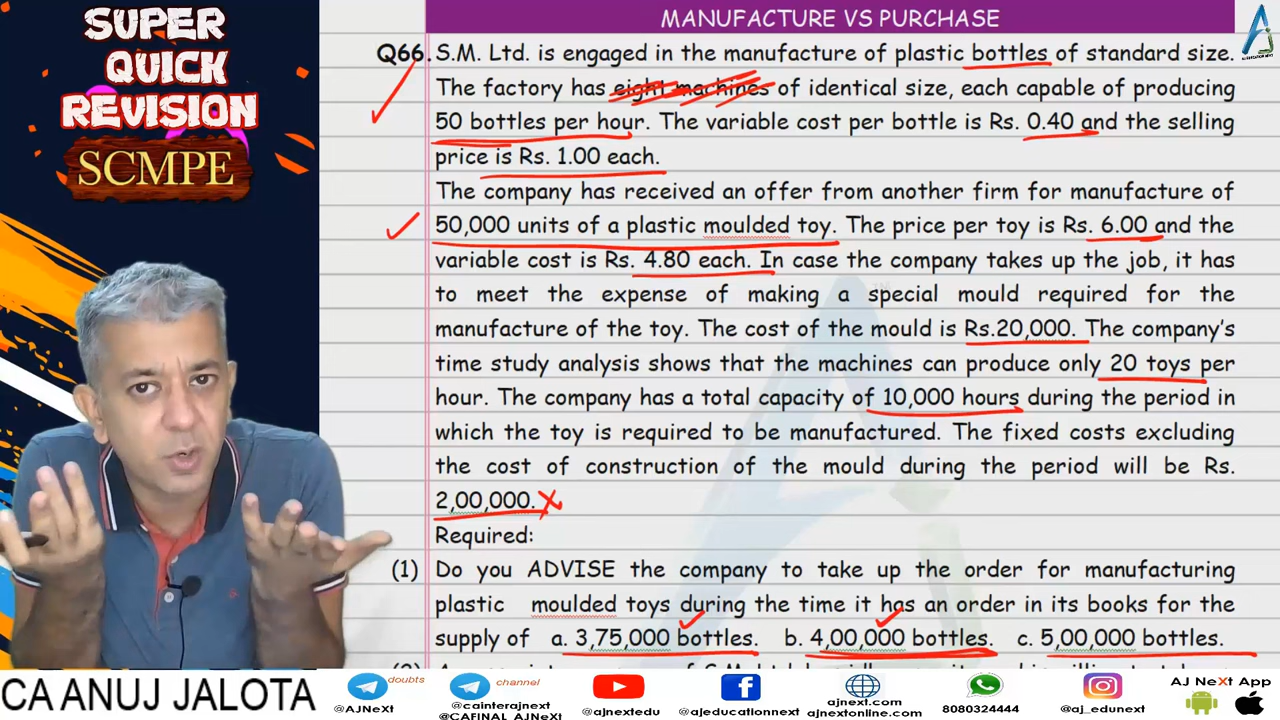 SUPER
QUICK
REVISION
SCMPE
MANUFACTURE VS PURCHASE
Q66. S.M. Ltd. is engaged in the manufacture of plastic bottles of standard size.
The factory has eight machines of identical size, each capable of producing
50 bottles per hour. The variable cost per bottle is Rs. 0.40 and the selling
price is Rs. 1.00 each.
The company has received an offer from another firm for manufacture of
50,000 units of a plastic moulded toy. The price per toy is Rs. 6.00 and the
variable cost is Rs. 4.80 each. In case the company takes up the job, it has
to meet the expense of making a special mould required for the
manufacture of the toy. The cost of the mould is Rs.20,000. The company's
time study analysis shows that the machines can produce only 20 toys per
hour. The company has a total capacity of 10,000 hours during the period in
which the toy is required to be manufactured. The fixed costs excluding
the cost of construction of the mould during the period will be Rs.
2,00,000.
Required:
(1) Do you ADVISE the company to take up the order for manufacturing
plastic moulded toys during the time it has an order in its books for the
supply of a. 3,75,000 bottles. b. 4,00,000 bottles. c. 5,00,000 bottles.
CA ANUJ JALOTA
doubts
@AJNeXt
channel
@cainterajnext
@CAFINAL_AJNeXt
@ajnextedu
@ajeducationnext
ajnext.com
ajnextonline.com
8080324444
@aj_edunext
AJ NeXt App